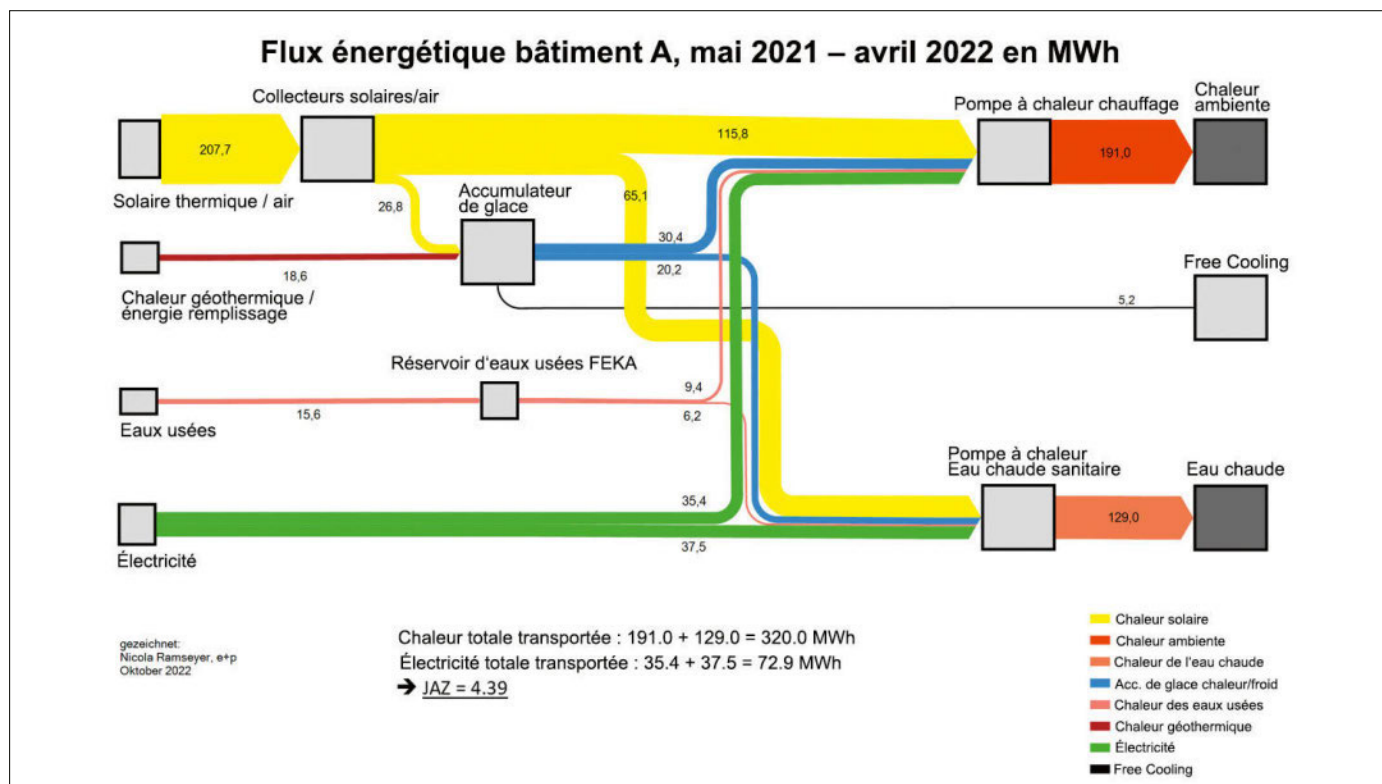 Flux énergétique bâtiment A, mai 2021 – avril 2022 en MWh
Collecteurs solaires/air
Pompe à chaleur chauffage
Chaleur
ambiente
207,7
115,8
191,0
Solaire thermique / air
26,8
Accumulateur
de glace
65,1
30,4
20,2
18,6
Chaleur géothermique /
énergie remplissage
Free Cooling
5,2
Réservoir d‘eaux usées FEKA
9,4
15,6
6,2
Eaux usées
Pompe à chaleur
Eau chaude sanitaire
Eau chaude
35,4
129,0
37,5
Électricité
gezeichnet:
Nicola Ramseyer, e+p
Oktober 2022
Chaleur totale transportée : 191.0 + 129.0 = 320.0 MWh
Électricité totale transportée : 35.4 + 37.5 = 72.9 MWh
➔ JAZ = 4.39
Chaleur solaire
Chaleur ambiente
Chaleur de l’eau chaude
Acc. de glace chaleur/froid
Chaleur des eaux usées
Chaleur géothermique
Électricité
Free Cooling